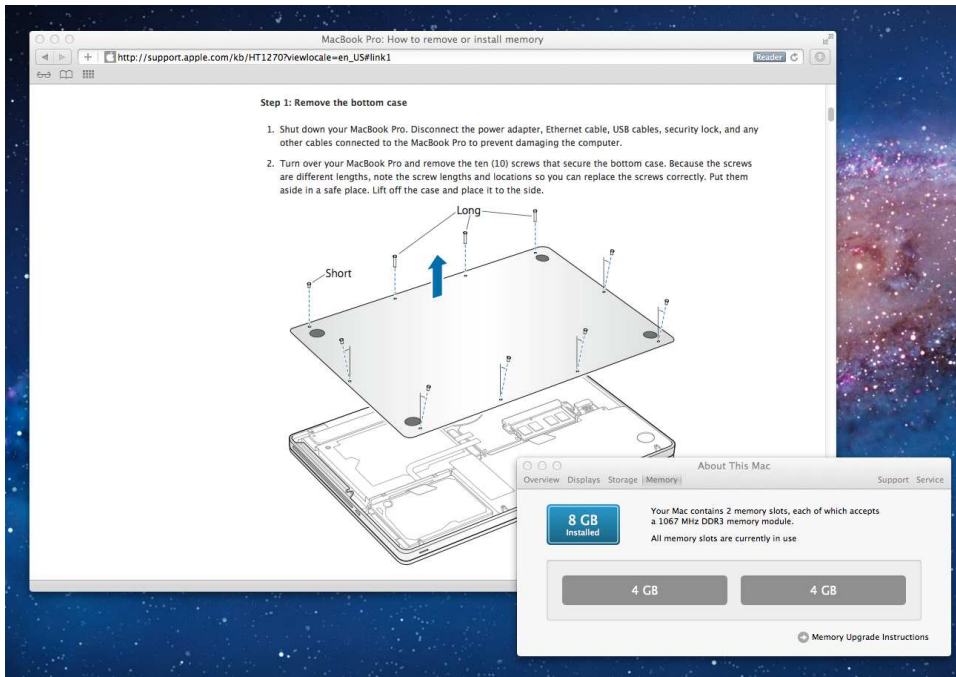 MacBook Pro: How to remove or install memory
http://support.apple.com/kb/HT1270?viewlocale=en_US#link1
Reader
Step 1: Remove the bottom case
1. Shut down your MacBook Pro. Disconnect the power adapter, Ethernet cable, USB cables, security lock, and any
other cables connected to the MacBook Pro to prevent damaging the computer.
2. Turn over your MacBook Pro and remove the ten (10) screws that secure the bottom case. Because the screws
are different lengths, note the screw lengths and locations so you can replace the screws correctly. Put them
aside in a safe place. Lift off the case and place it to the side.
Long
Short
About This Mac
Overview Displays Storage Memory Support Service
8 GB
Installed
Your Mac contains 2 memory slots, each of which accepts
a 1067 MHz DDR3 memory module.
All memory slots are currently in use
4 GB 4 GB
Memory Upgrade Instructions